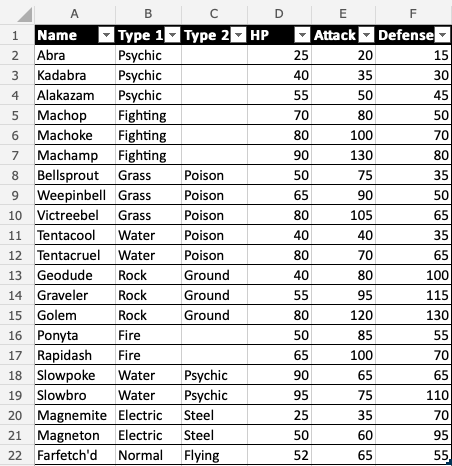 A B C D E F
1 Name Type 1 Type 2 HP Attack Defense
2 Abra Psychic 25 20 15
3 Kadabra Psychic 40 35 30
4 Alakazam Psychic 55 50 45
5 Machop Fighting 70 80 50
6 Machoke Fighting 80 100 70
7 Machamp Fighting 90 130 80
8 Bellsprout Grass Poison 50 75 35
9 Weepinbell Grass Poison 65 90 50
10 Victreebel Grass Poison 80 105 65
11 Tentacool Water Poison 40 40 35
12 Tentacruel Water Poison 80 70 65
13 Geodude Rock Ground 40 80 100
14 Graveler Rock Ground 55 95 115
15 Golem Rock Ground 80 120 130
16 Ponyta Fire 50 85 55
17 Rapidash Fire 65 100 70
18 Slowpoke Water Psychic 90 65 65
19 Slowbro Water Psychic 95 75 110
20 Magnemite Electric Steel 25 35 70
21 Magneton Electric Steel 50 60 95
22 Farfetch'd Normal Flying 52 65 55